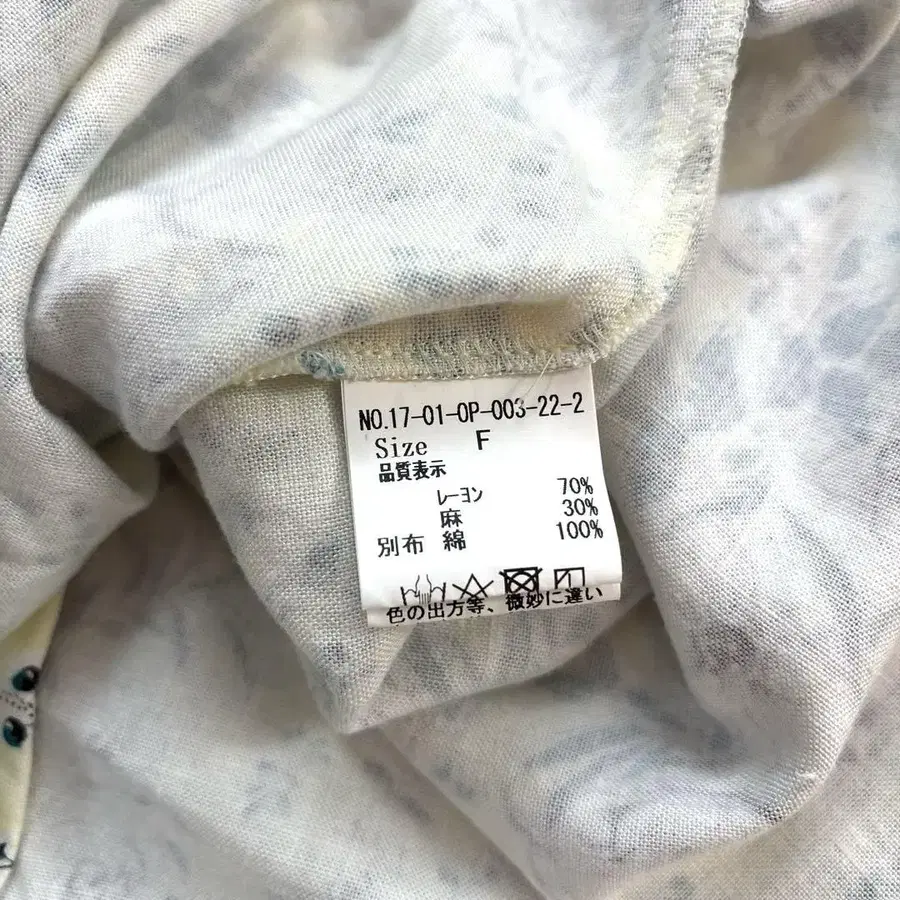 NO.17-01-OP-003-22-2
Size F
品質表示
レーヨン 70%
麻 30%
別布 綿 100%
色の出方等、微妙に違い